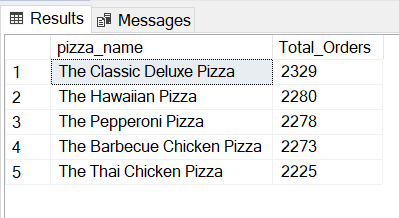 Results Messages
pizza_name Total_Orders
1 The Classic Deluxe Pizza 2329
2 The Hawaiian Pizza 2280
3 The Pepperoni Pizza 2278
4 The Barbecue Chicken Pizza 2273
5 The Thai Chicken Pizza 2225